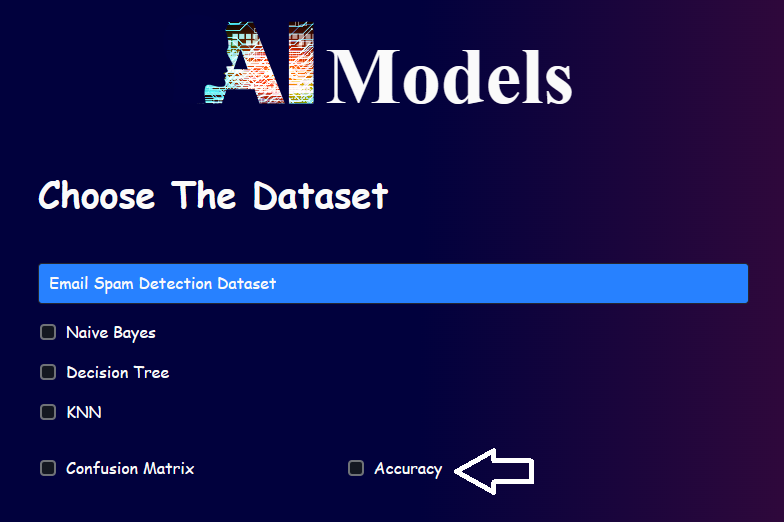 AI Models
Choose The Dataset
Email Spam Detection Dataset
Naive Bayes
Decision Tree
KNN
Confusion Matrix
Accuracy